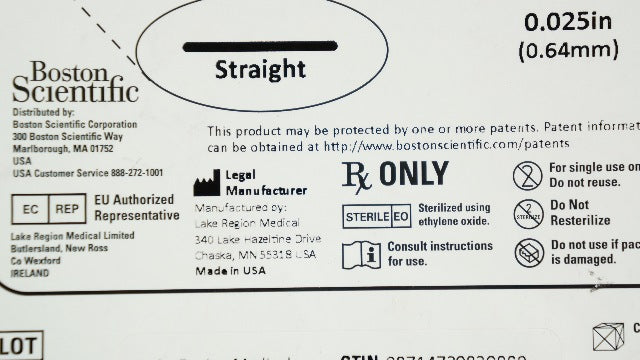 0.025in
(0.64mm)
Straight
Boston
Scientific
Distributed by:
Boston Scientific Corporation
300 Boston Scientific Way
Marlborough, MA 01752
USA
USA Customer Service 888-272-1001
This product may be protected by one or more patents. Patent informat
can be obtained at http://www.bostonscientific.com/patents
EC REP
EU Authorized
Representative
Lake Region Medical Limited
Butlersland, New Ross
Co Wexford
IRELAND
Legal
Manufacturer
Manufactured by:
Lake Region Medical
340 Lake Hazeltine Drive
Chaska, MN 55318 USA
Made in USA
Rx ONLY
STERILE EO
Sterilized using
ethylene oxide.
i
Consult instructions
for use.
2
For single use on
Do not reuse.
2
STERILIZE
Do Not
Resterilize
Do not use if pac
is damaged.
LOT
GTIN
C